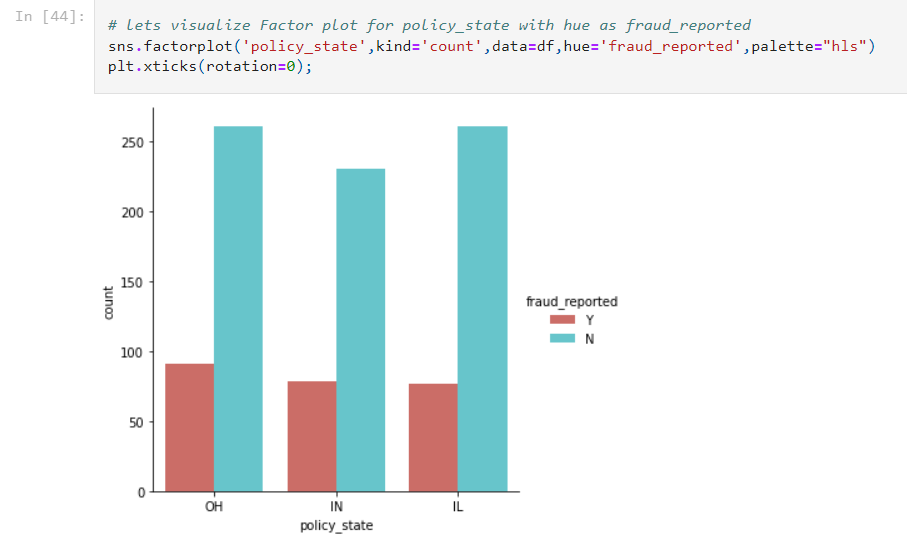 In [44]:
# lets visualize Factor plot for policy_state with hue as fraud_reported
sns.factorplot('policy_state',kind='count',data=df,hue='fraud_reported',palette="hls")
plt.xticks(rotation=0);
250
200
150
100
50
0
count
OH IN IL
policy_state
fraud_reported
Y
N